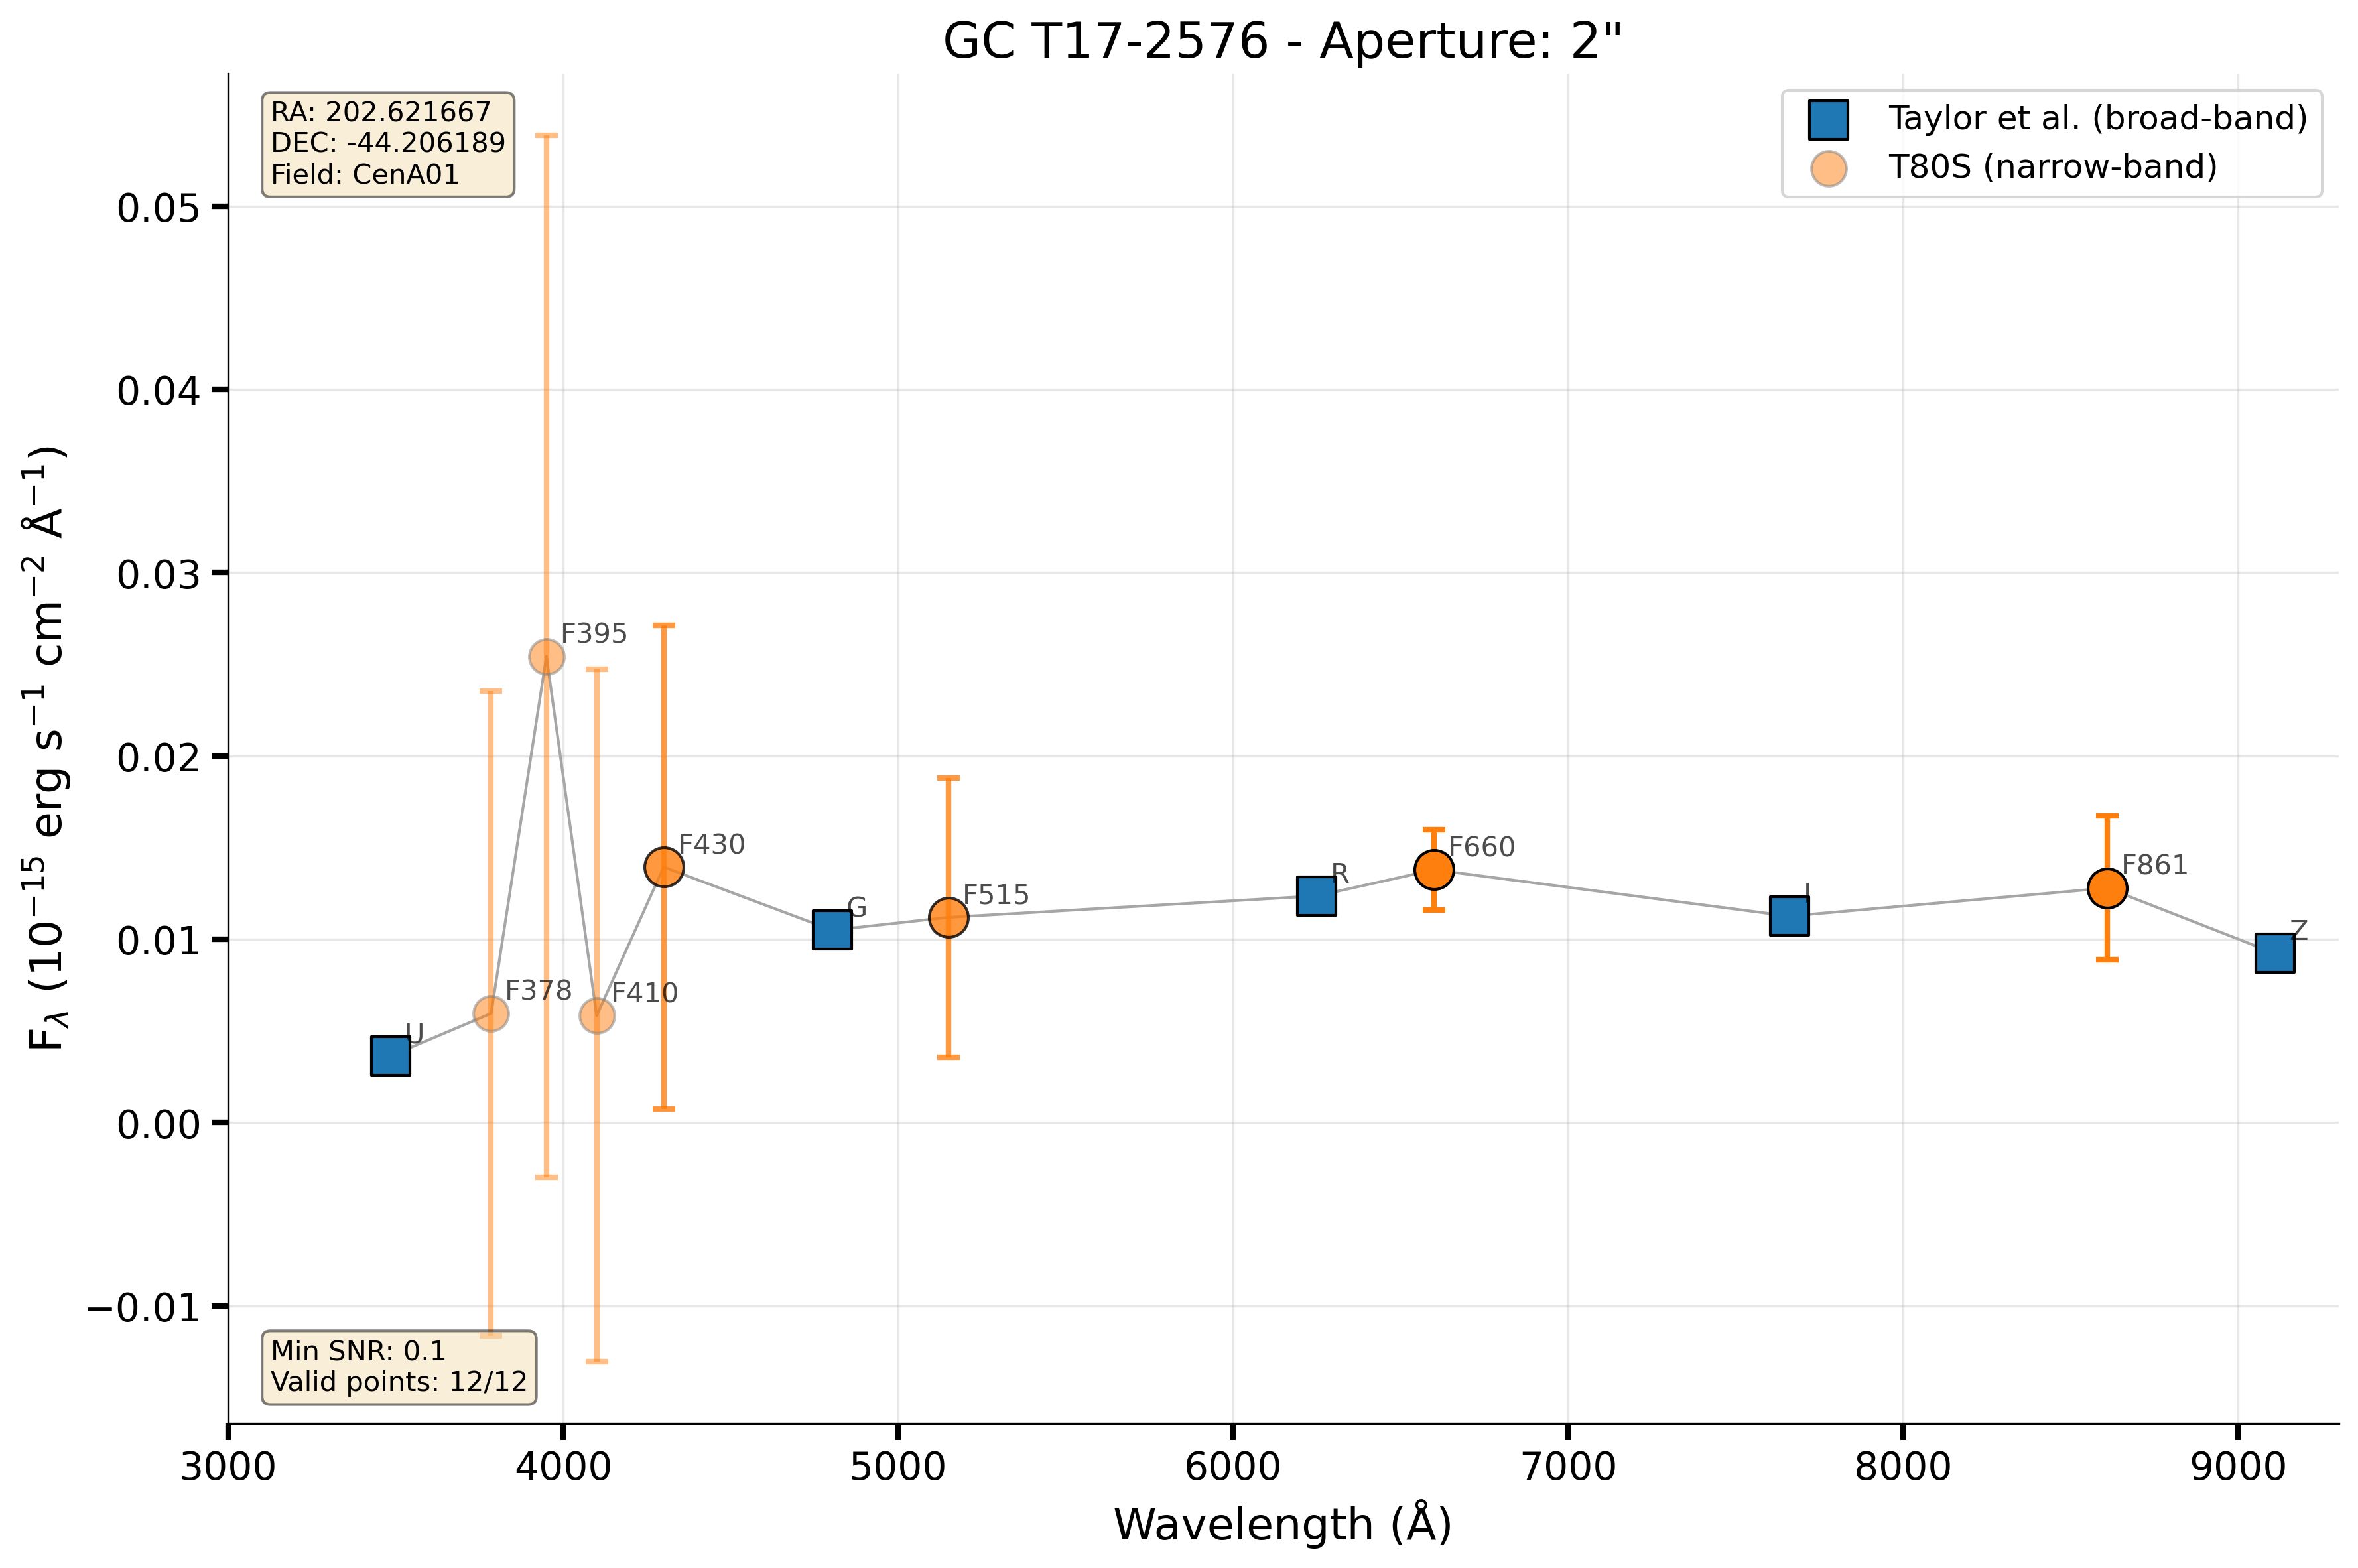 GC T17-2576 - Aperture: 2"
RA: 202.621667
DEC: -44.206189
Field: CenA01
Taylor et al. (broad-band)
T80S (narrow-band)
0.05
0.04
0.03
0.02
0.01
0.00
−0.01
F_λ (10⁻¹⁵ erg s⁻¹ cm⁻² Å⁻¹)
F395
F430
F660
F861
R
I
F515
G
Z
F378
F410
U
Min SNR: 0.1
Valid points: 12/12
3000 4000 5000 6000 7000 8000 9000
Wavelength (Å)